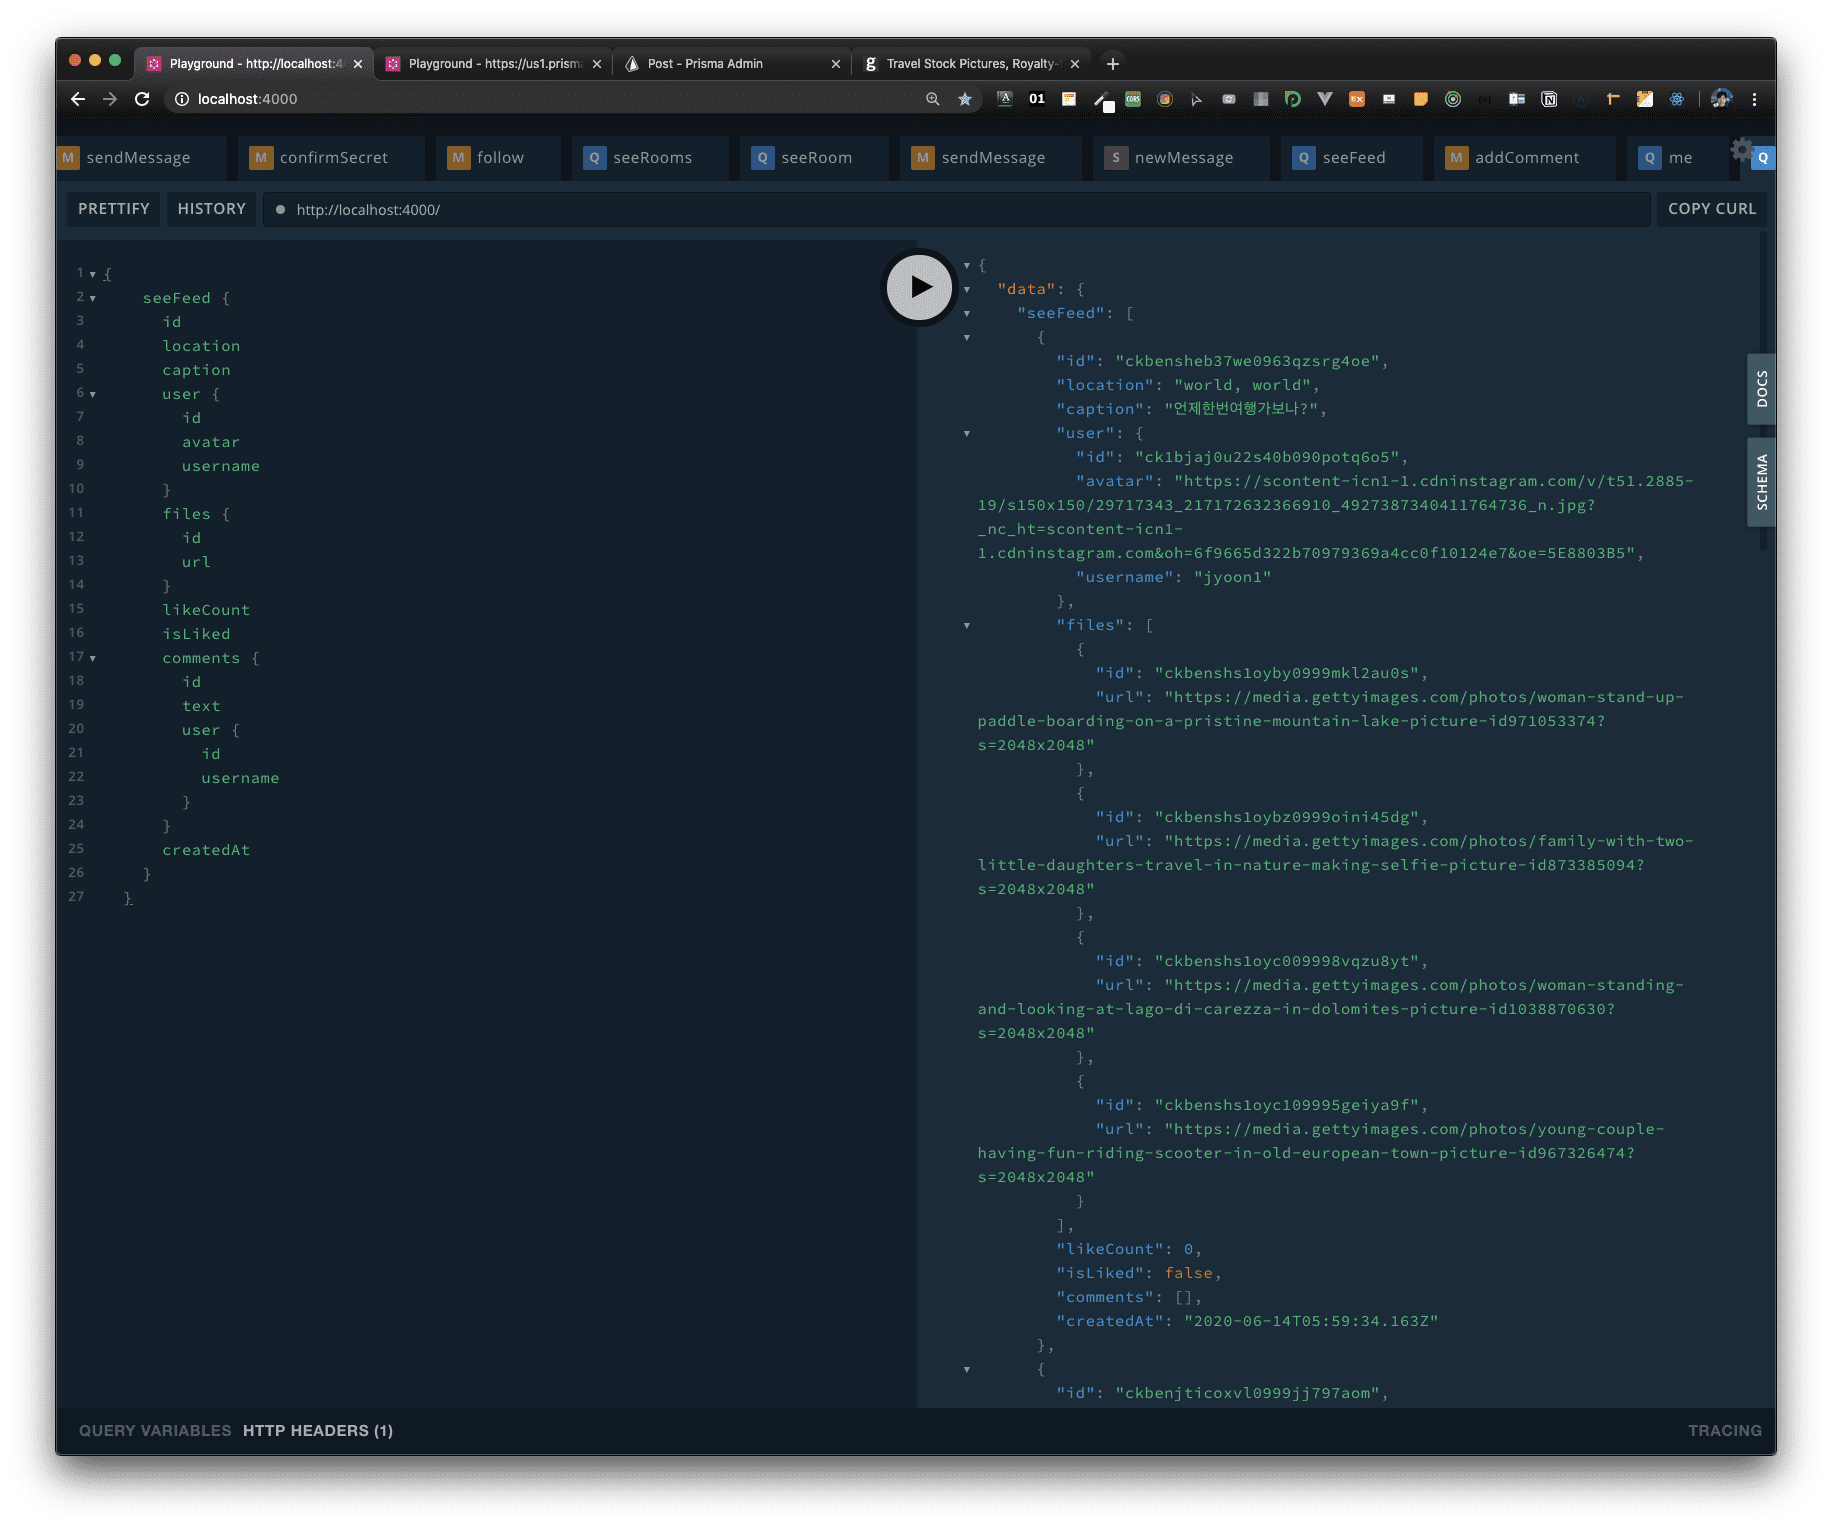 Playground - http://localhost:4
Playground - https://us1.prisma
Post - Prisma Admin
Travel Stock Pictures, Royalty-
localhost:4000
M sendMessage
M confirmSecret
M follow
Q seeRooms
Q seeRoom
M sendMessage
S newMessage
Q seeFeed
M addComment
Q me
Q
PRETTIFY
HISTORY
http://localhost:4000/
COPY CURL
1 {
2 seeFeed {
3 id
4 location
5 caption
6 user {
7 id
8 avatar
9 username
10 }
11 files {
12 id
13 url
14 }
15 likeCount
16 isLiked
17 comments {
18 id
19 text
20 user {
21 id
22 username
23 }
24 }
25 createdAt
26 }
27 }
{
"data": {
"seeFeed": [
{
"id": "ckbensheb37we0963qzsrg4oe",
"location": "world, world",
"caption": "언제한번여행가보나?",
"user": {
"id": "ck1bjaj0u22s40b090potq6o5",
"avatar": "https://scontent-icn1-1.cdninstagram.com/v/t51.2885-
19/s150x150/29717343_217172632366910_4927387340411764736_n.jpg?
_nc_ht=scontent-icn1-
1.cdninstagram.com&oh=6f9665d322b70979369a4cc0f10124e7&oe=5E8803B5",
"username": "jyoon1"
},
"files": [
{
"id": "ckbenshs1oyby0999mkl2au0s",
"url": "https://media.gettyimages.com/photos/woman-stand-up-
paddle-boarding-on-a-pristine-mountain-lake-picture-id971053374?
s=2048x2048"
},
{
"id": "ckbenshs1oybz0999oini45dg",
"url": "https://media.gettyimages.com/photos/family-with-two-
little-daughters-travel-in-nature-making-selfie-picture-id873385094?
s=2048x2048"
},
{
"id": "ckbenshs1oyc009998vqzu8yt",
"url": "https://media.gettyimages.com/photos/woman-standing-
and-looking-at-lago-di-carezza-in-dolomites-picture-id1038870630?
s=2048x2048"
},
{
"id": "ckbenshs1oyc109995geiya9f",
"url": "https://media.gettyimages.com/photos/young-couple-
having-fun-riding-scooter-in-old-european-town-picture-id967326474?
s=2048x2048"
}
],
"likeCount": 0,
"isLiked": false,
"comments": [],
"createdAt": "2020-06-14T05:59:34.163Z"
},
{
"id": "ckbenjticoxvl0999jj797aom",
DOCS
SCHEMA
QUERY VARIABLES
HTTP HEADERS (1)
TRACING